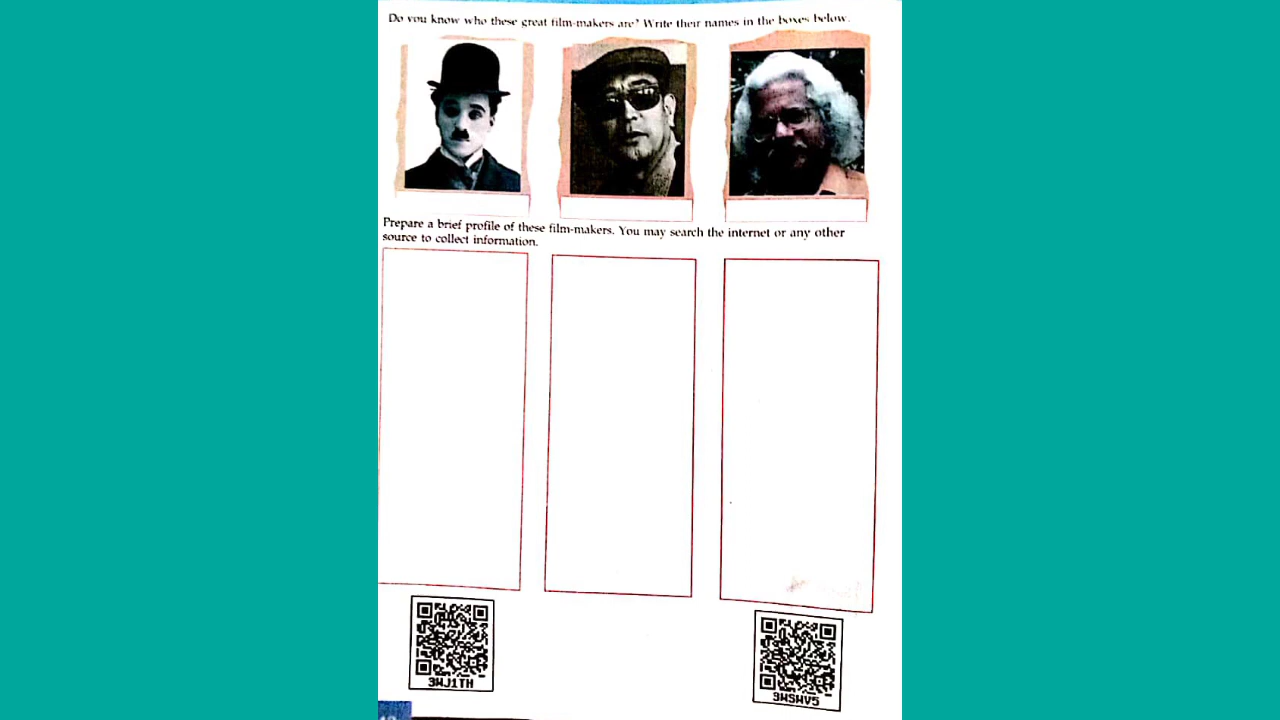 Do you know who these great film-makers are? Write their names in the boxes below.
Prepare a brief profile of these film-makers. You may search the internet or any other
source to collect information.
3WJ1TH
3WSWV5